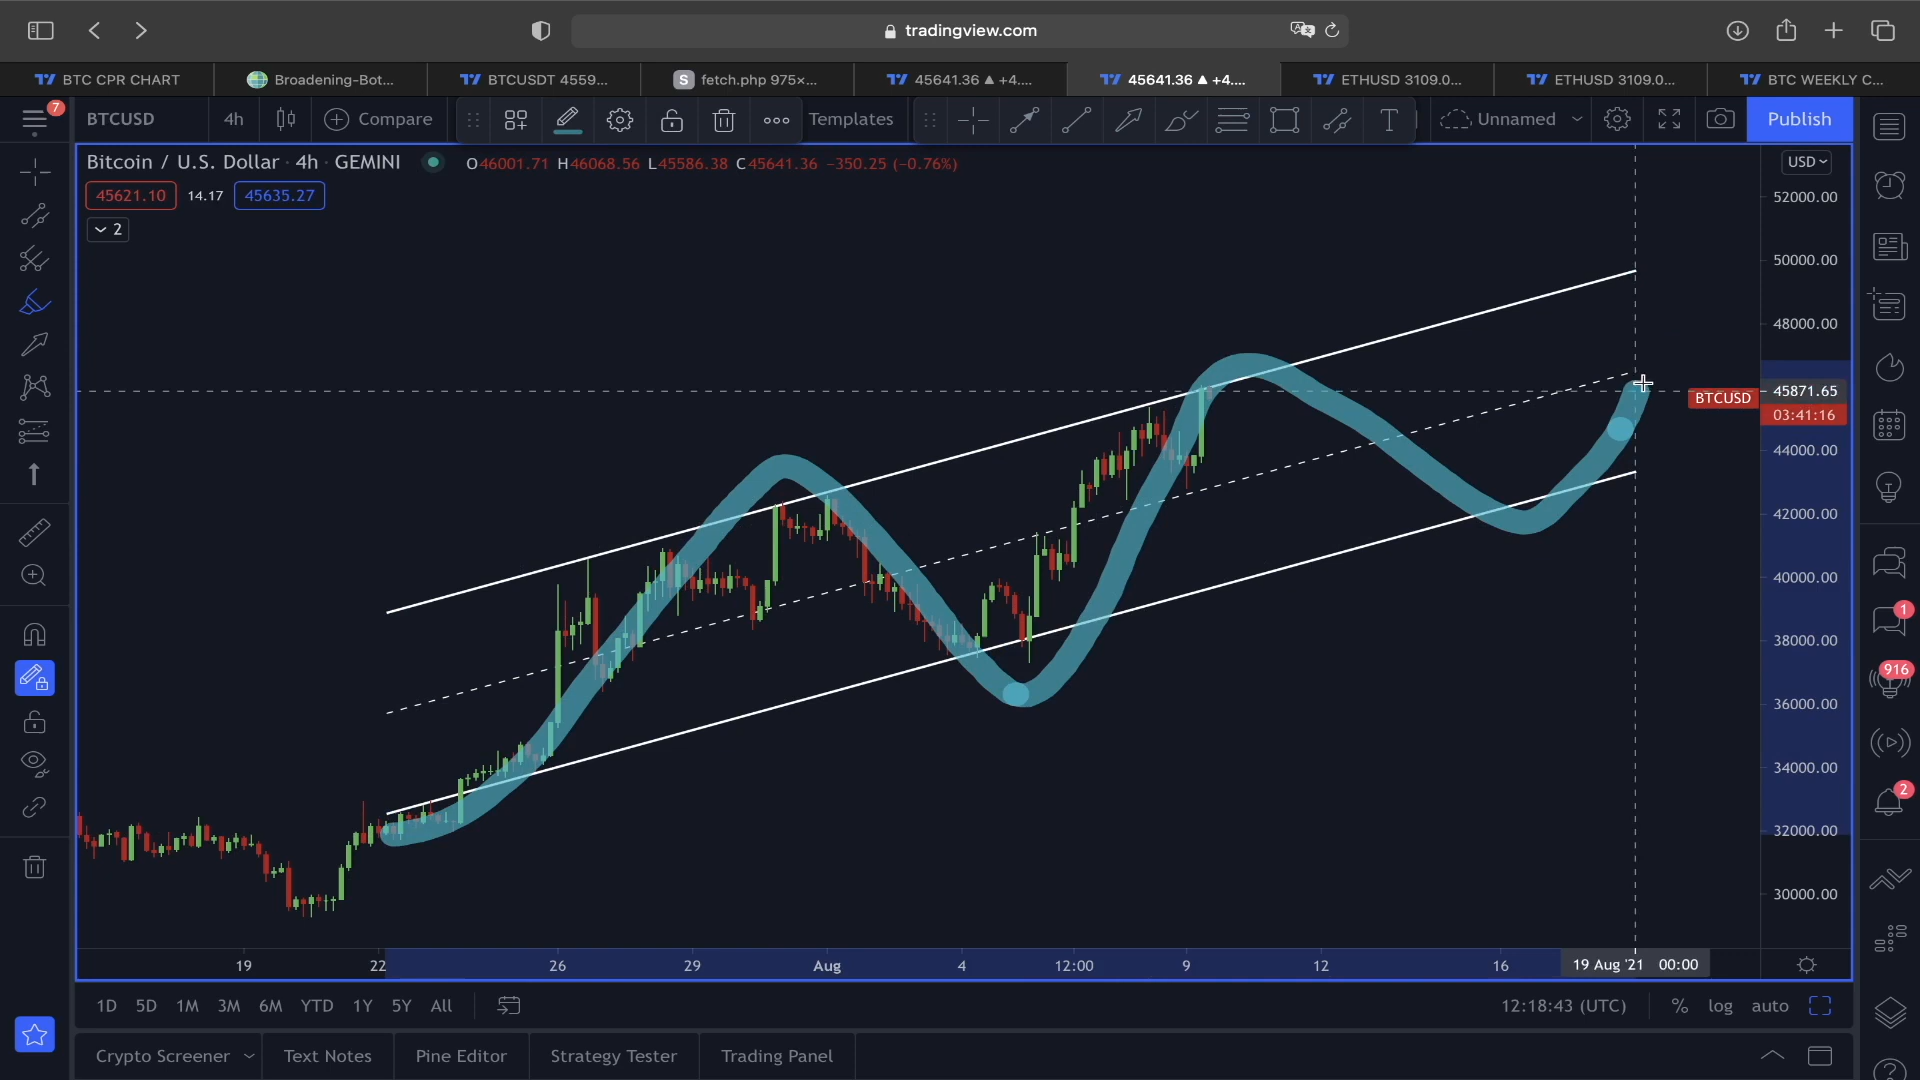 tradingview.com
BTC CPR CHART
Broadening-Bot...
BTCUSDT 4559...
S fetch.php 975×...
45641.36 ▲ +4....
45641.36 ▲ +4....
ETHUSD 3109.0...
ETHUSD 3109.0...
BTC WEEKLY C...
7
BTCUSD
4h
Compare
Templates
T
Unnamed
Publish
Bitcoin / U.S. Dollar · 4h · GEMINI
O46001.71 H46068.56 L45586.38 C45641.36 −350.25 (−0.76%)
USD
45621.10 14.17 45635.27
2
52000.00
50000.00
48000.00
45871.65
BTCUSD
03:41:16
44000.00
42000.00
40000.00
38000.00
36000.00
34000.00
32000.00
30000.00
1
916
2
19 22 26 29 Aug 4 12:00 9 12 16 19 Aug '21 00:00
1D 5D 1M 3M 6M YTD 1Y 5Y All
12:18:43 (UTC) % log auto
Crypto Screener Text Notes Pine Editor Strategy Tester Trading Panel